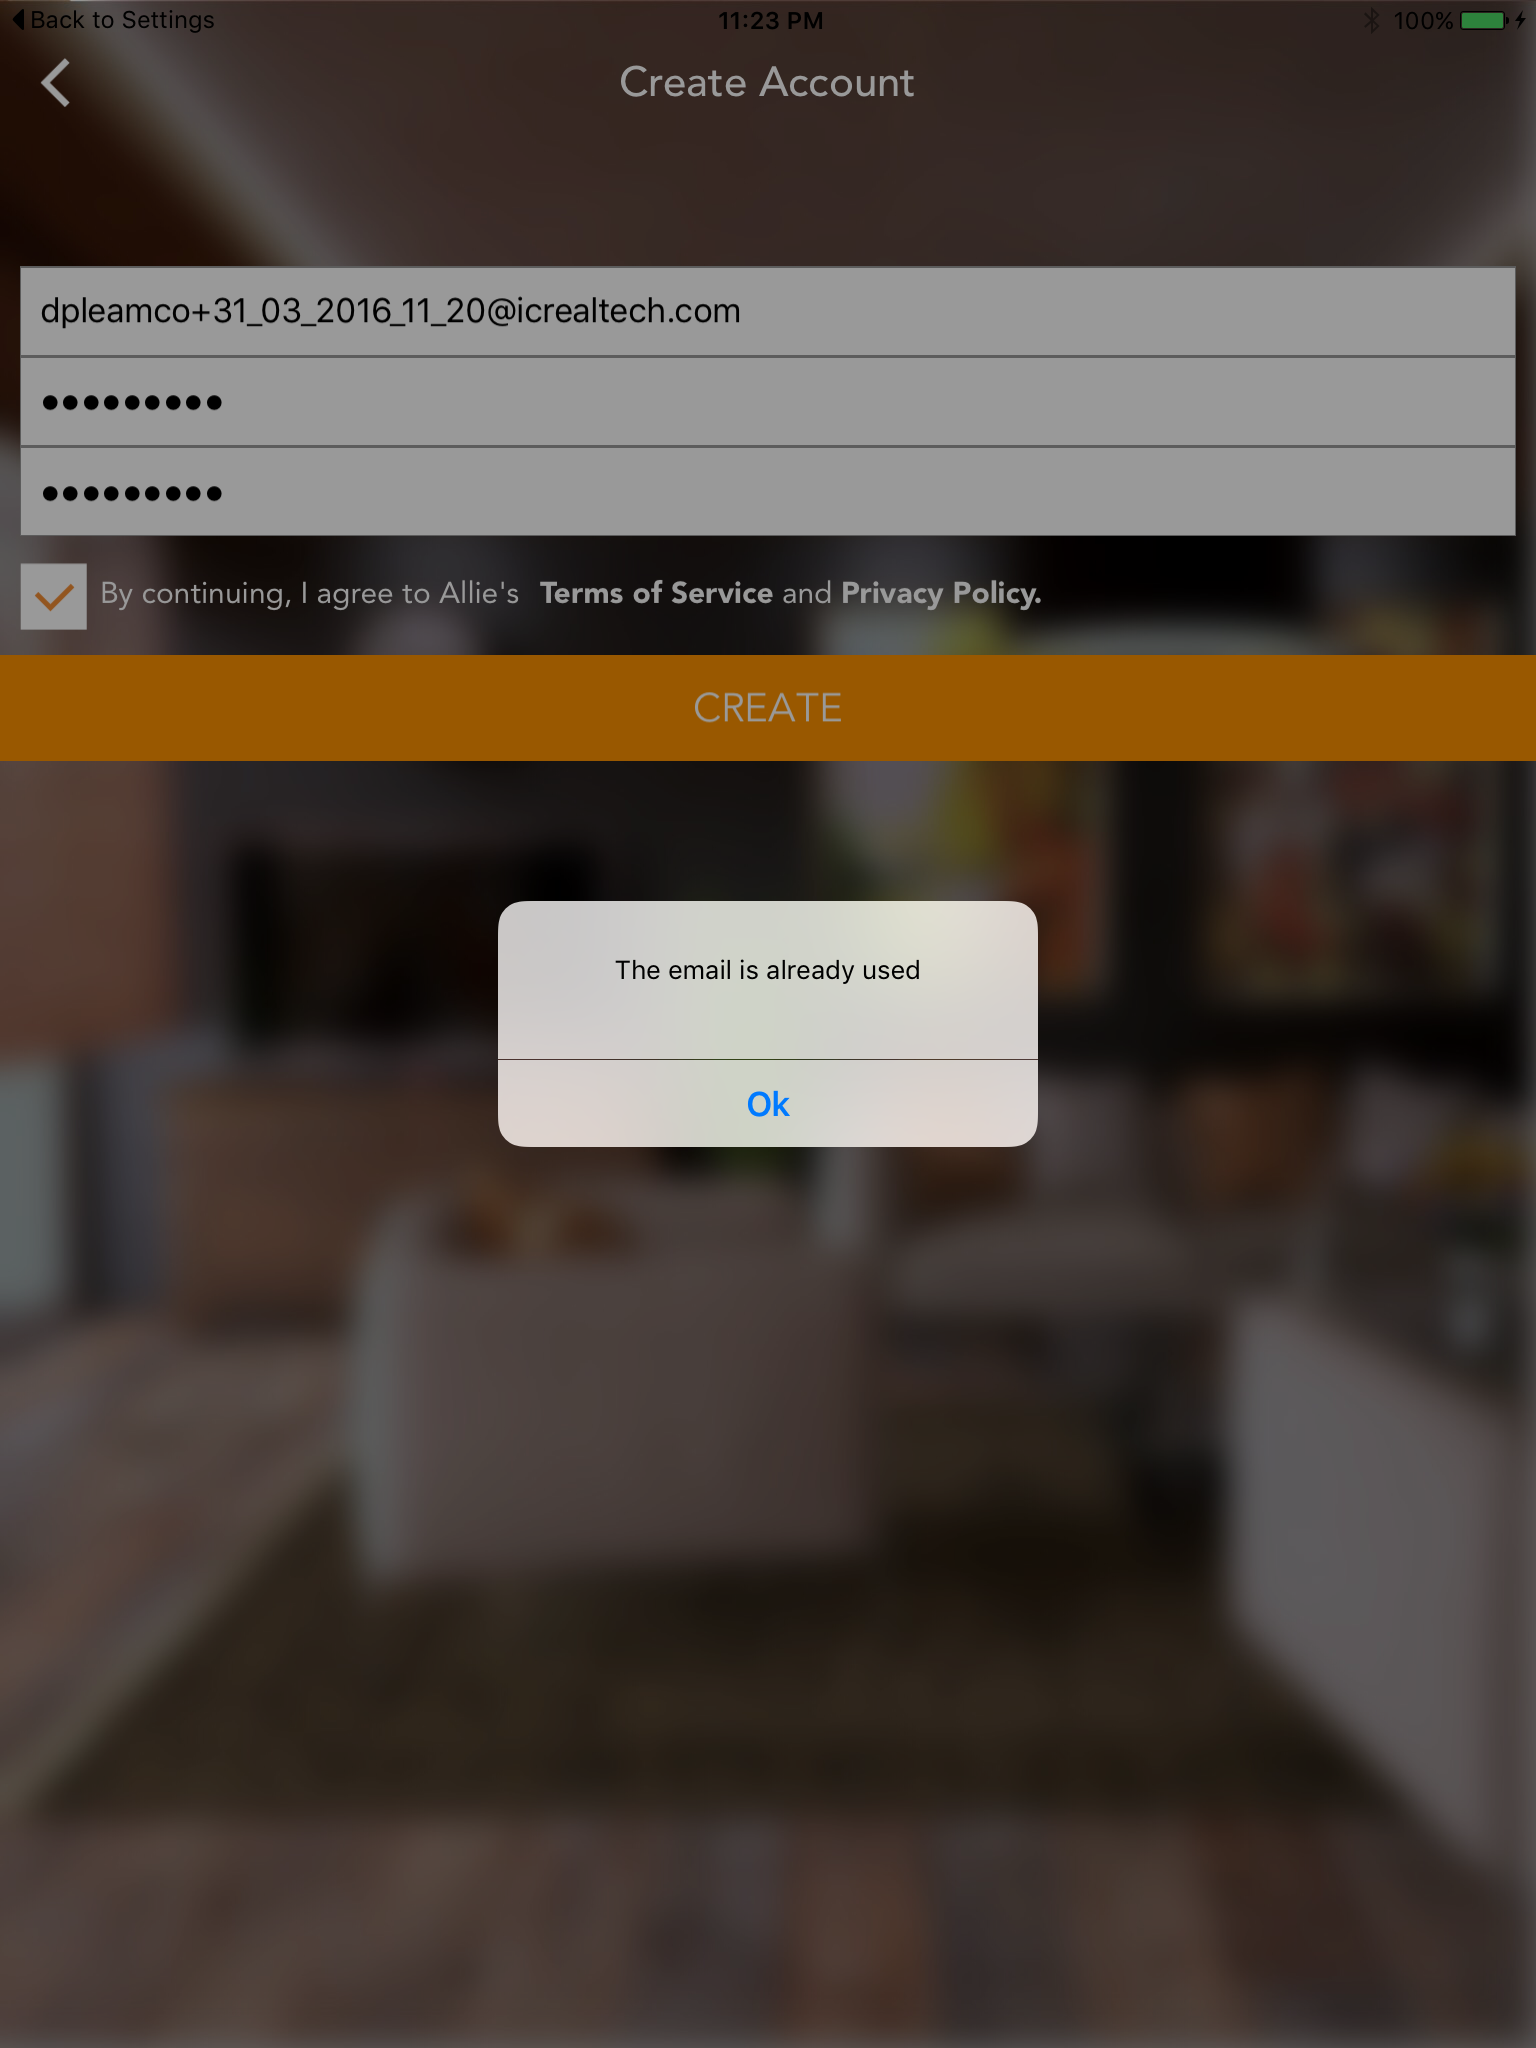 Back to Settings 11:23 PM 100%
Create Account
dpleamco+31_03_2016_11_20@icrealtech.com
•••••••••
•••••••••
By continuing, I agree to Allie's Terms of Service and Privacy Policy.
CREATE
The email is already used
Ok